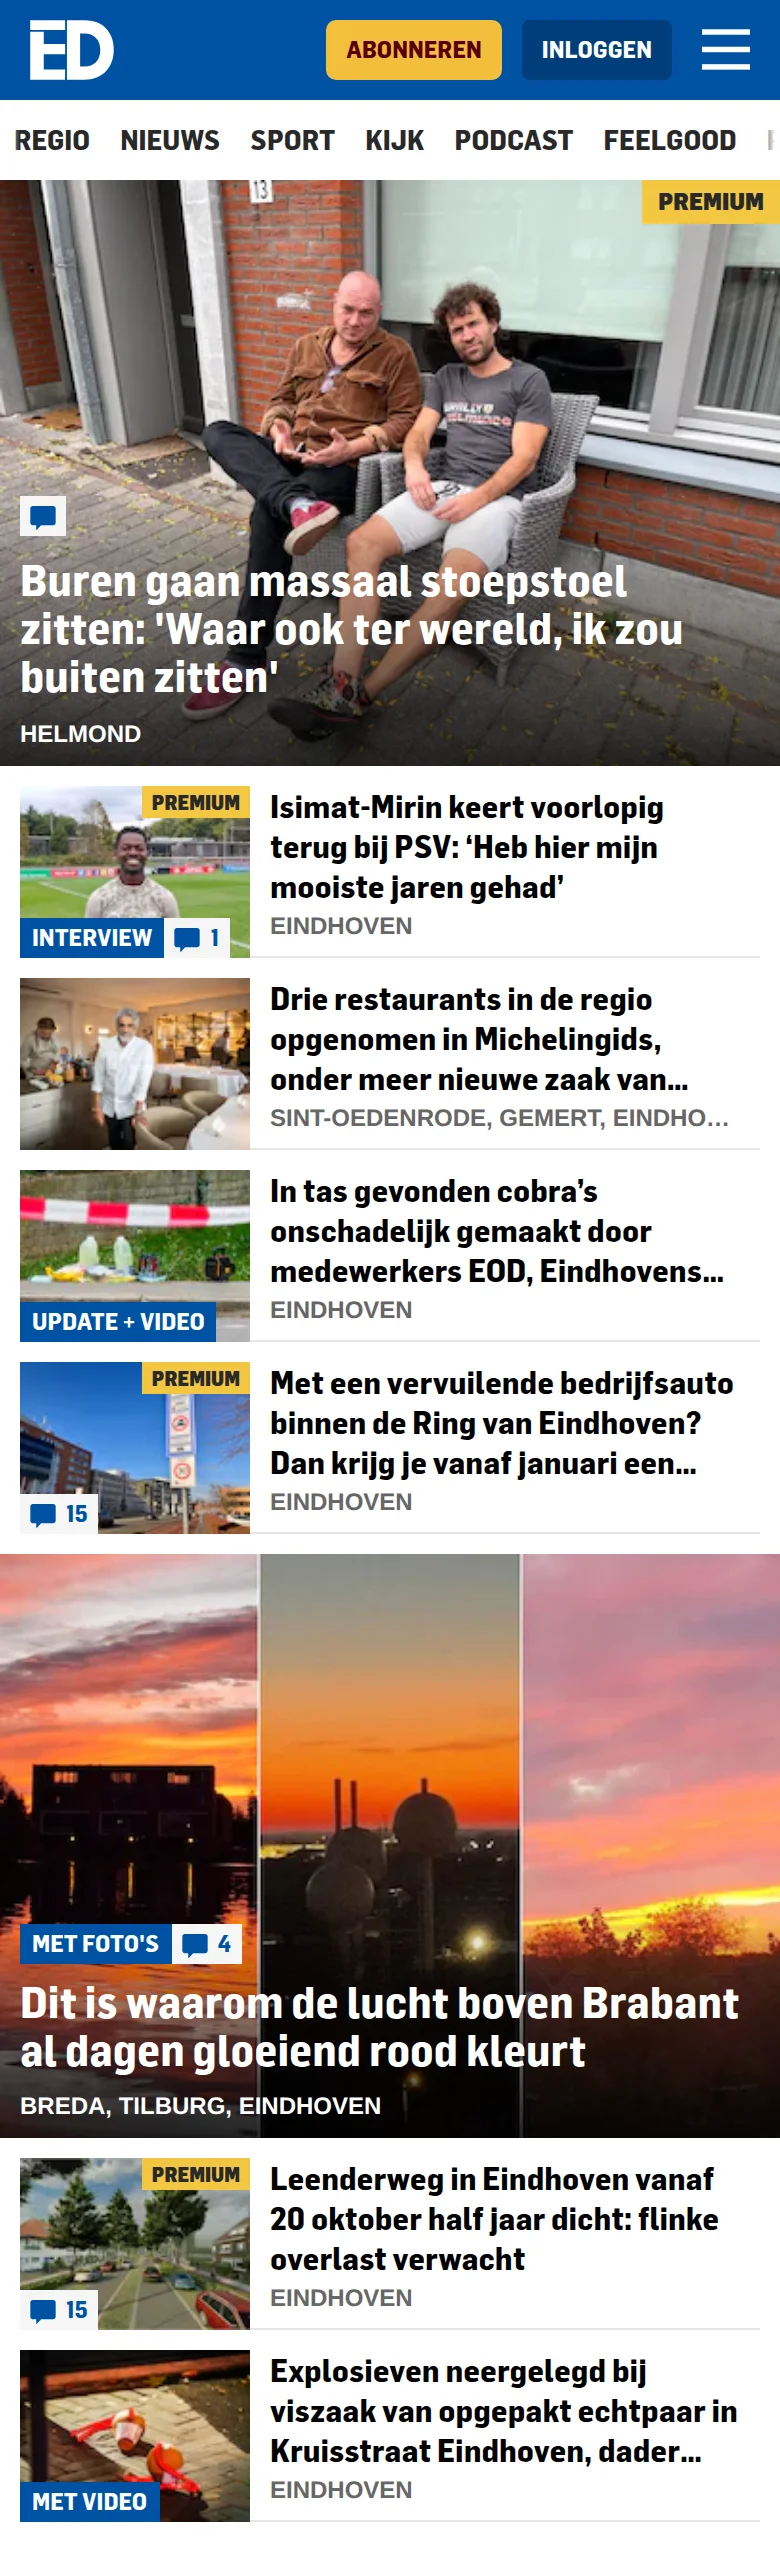 ED
ABONNEREN
INLOGGEN
REGIO NIEUWS SPORT KIJK PODCAST FEELGOOD
13
PREMIUM
Buren gaan massaal stoepstoel
zitten: 'Waar ook ter wereld, ik zou
buiten zitten'
HELMOND
PREMIUM
INTERVIEW 1
Isimat-Mirin keert voorlopig
terug bij PSV: ‘Heb hier mijn
mooiste jaren gehad’
EINDHOVEN
Drie restaurants in de regio
opgenomen in Michelingids,
onder meer nieuwe zaak van...
SINT-OEDENRODE, GEMERT, EINDHO...
UPDATE + VIDEO
In tas gevonden cobra’s
onschadelijk gemaakt door
medewerkers EOD, Eindhovens...
EINDHOVEN
PREMIUM
15
Met een vervuilende bedrijfsauto
binnen de Ring van Eindhoven?
Dan krijg je vanaf januari een...
EINDHOVEN
MET FOTO'S 4
Dit is waarom de lucht boven Brabant
al dagen gloeiend rood kleurt
BREDA, TILBURG, EINDHOVEN
PREMIUM
15
Leenderweg in Eindhoven vanaf
20 oktober half jaar dicht: flinke
overlast verwacht
EINDHOVEN
MET VIDEO
Explosieven neergelegd bij
viszaak van opgepakt echtpaar in
Kruisstraat Eindhoven, dader...
EINDHOVEN